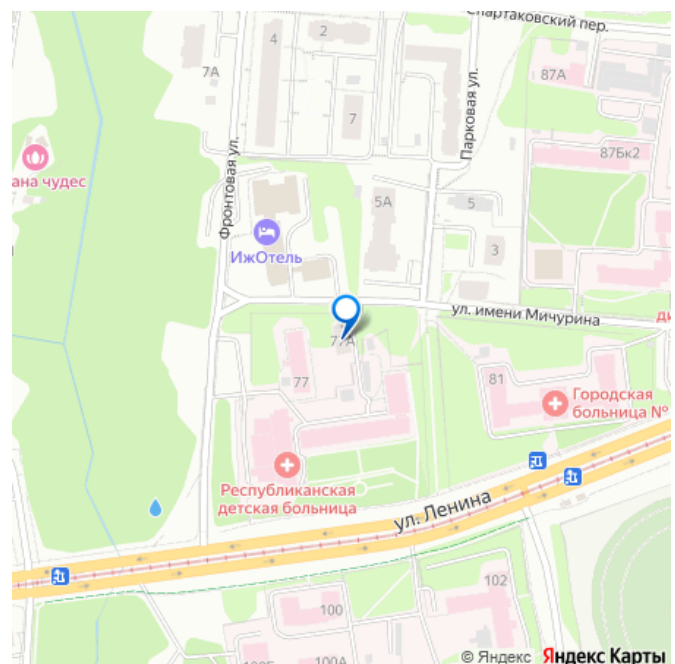 Спартаковский пер.
4
2
7А
87А
7
Парковая ул.
87Бк2
ана чудес
Фронтовая ул.
5А
5
ИжОтель
3
ул. имени Мичурина
77А
77
81
Городская
больница №
Республиканская
детская больница
ул. Ленина
102
100
100А
© Яндекс Яндекс Карты